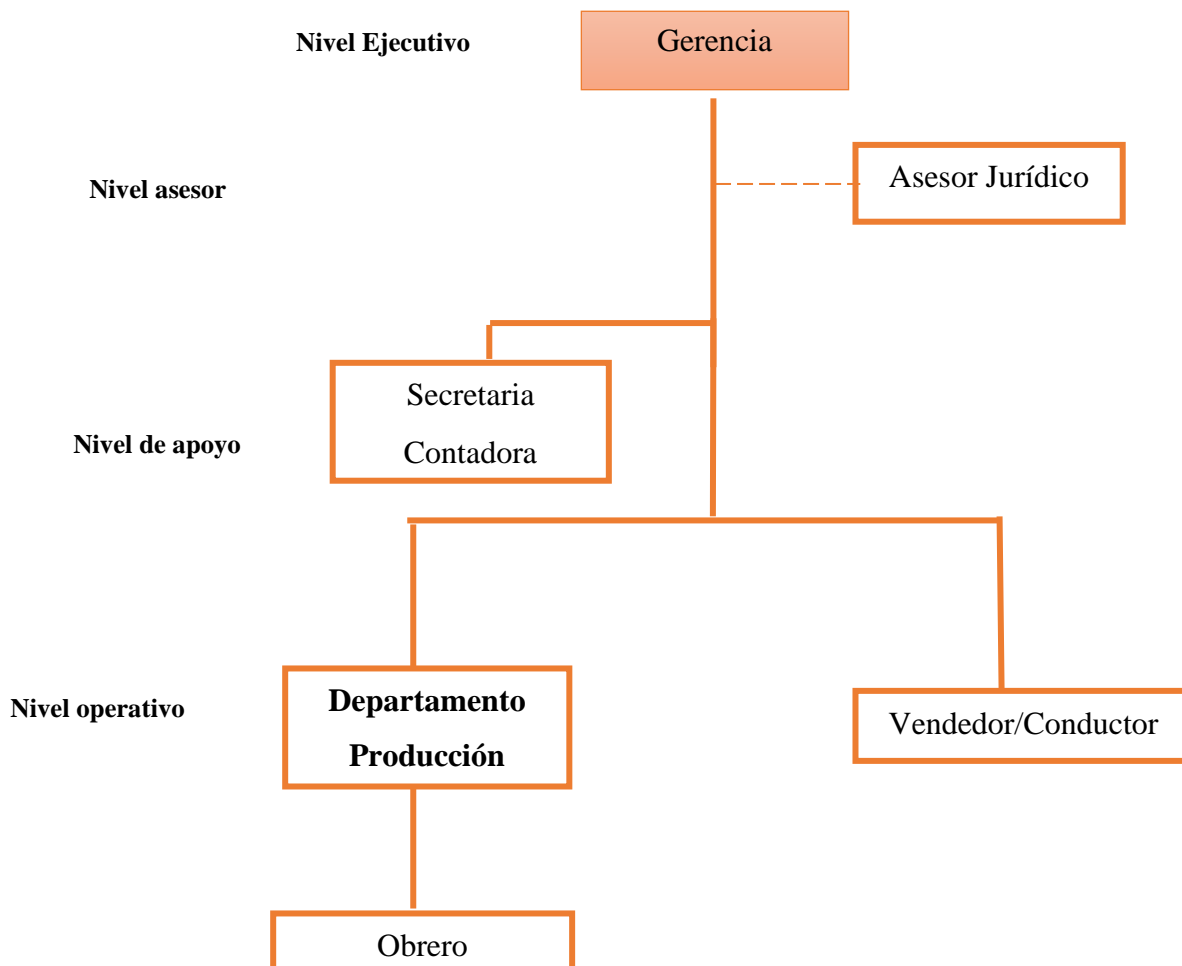 Nivel Ejecutivo
Gerencia
Nivel asesor
Asesor Jurídico
Secretaria
Contadora
Nivel de apoyo
Nivel operativo
Departamento
Producción
Vendedor/Conductor
Obrero